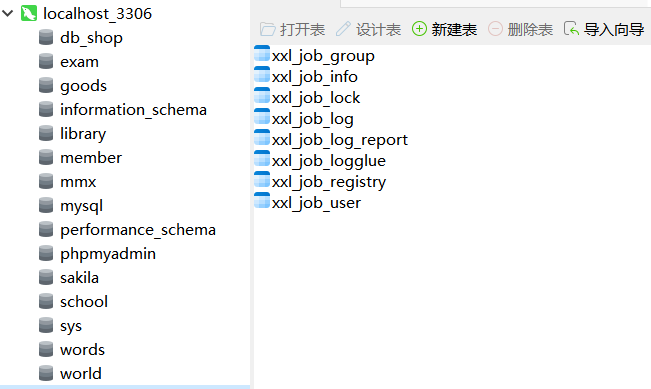 localhost_3306
db_shop
exam
goods
information_schema
library
member
mmx
mysql
performance_schema
phpmyadmin
sakila
school
sys
words
world
打开表 设计表 新建表 删除表 导入向导
xxl_job_group
xxl_job_info
xxl_job_lock
xxl_job_log
xxl_job_log_report
xxl_job_logglue
xxl_job_registry
xxl_job_user